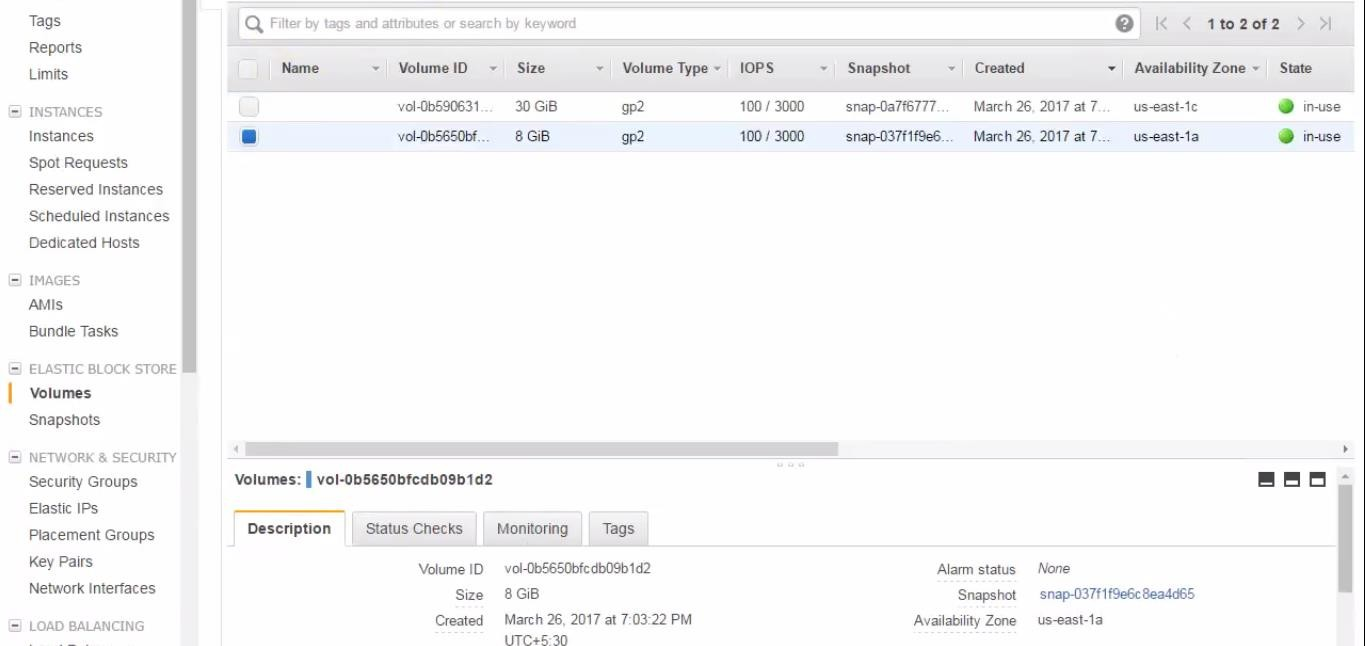 Tags
Reports
Limits
INSTANCES
Instances
Spot Requests
Reserved Instances
Scheduled Instances
Dedicated Hosts
IMAGES
AMIs
Bundle Tasks
ELASTIC BLOCK STORE
Volumes
Snapshots
NETWORK & SECURITY
Security Groups
Elastic IPs
Placement Groups
Key Pairs
Network Interfaces
LOAD BALANCING
Filter by tags and attributes or search by keyword
1 to 2 of 2
Name Volume ID Size Volume Type IOPS Snapshot Created Availability Zone State
vol-0b590631... 30 GiB gp2 100 / 3000 snap-0a7f6777... March 26, 2017 at 7... us-east-1c in-use
vol-0b5650bf... 8 GiB gp2 100 / 3000 snap-037f1f9e6... March 26, 2017 at 7... us-east-1a in-use
Volumes: vol-0b5650bfcdb09b1d2
Description Status Checks Monitoring Tags
Volume ID vol-0b5650bfcdb09b1d2
Size 8 GiB
Created March 26, 2017 at 7:03:22 PM
UTC+5:30
Alarm status None
Snapshot snap-037f1f9e6c8ea4d65
Availability Zone us-east-1a